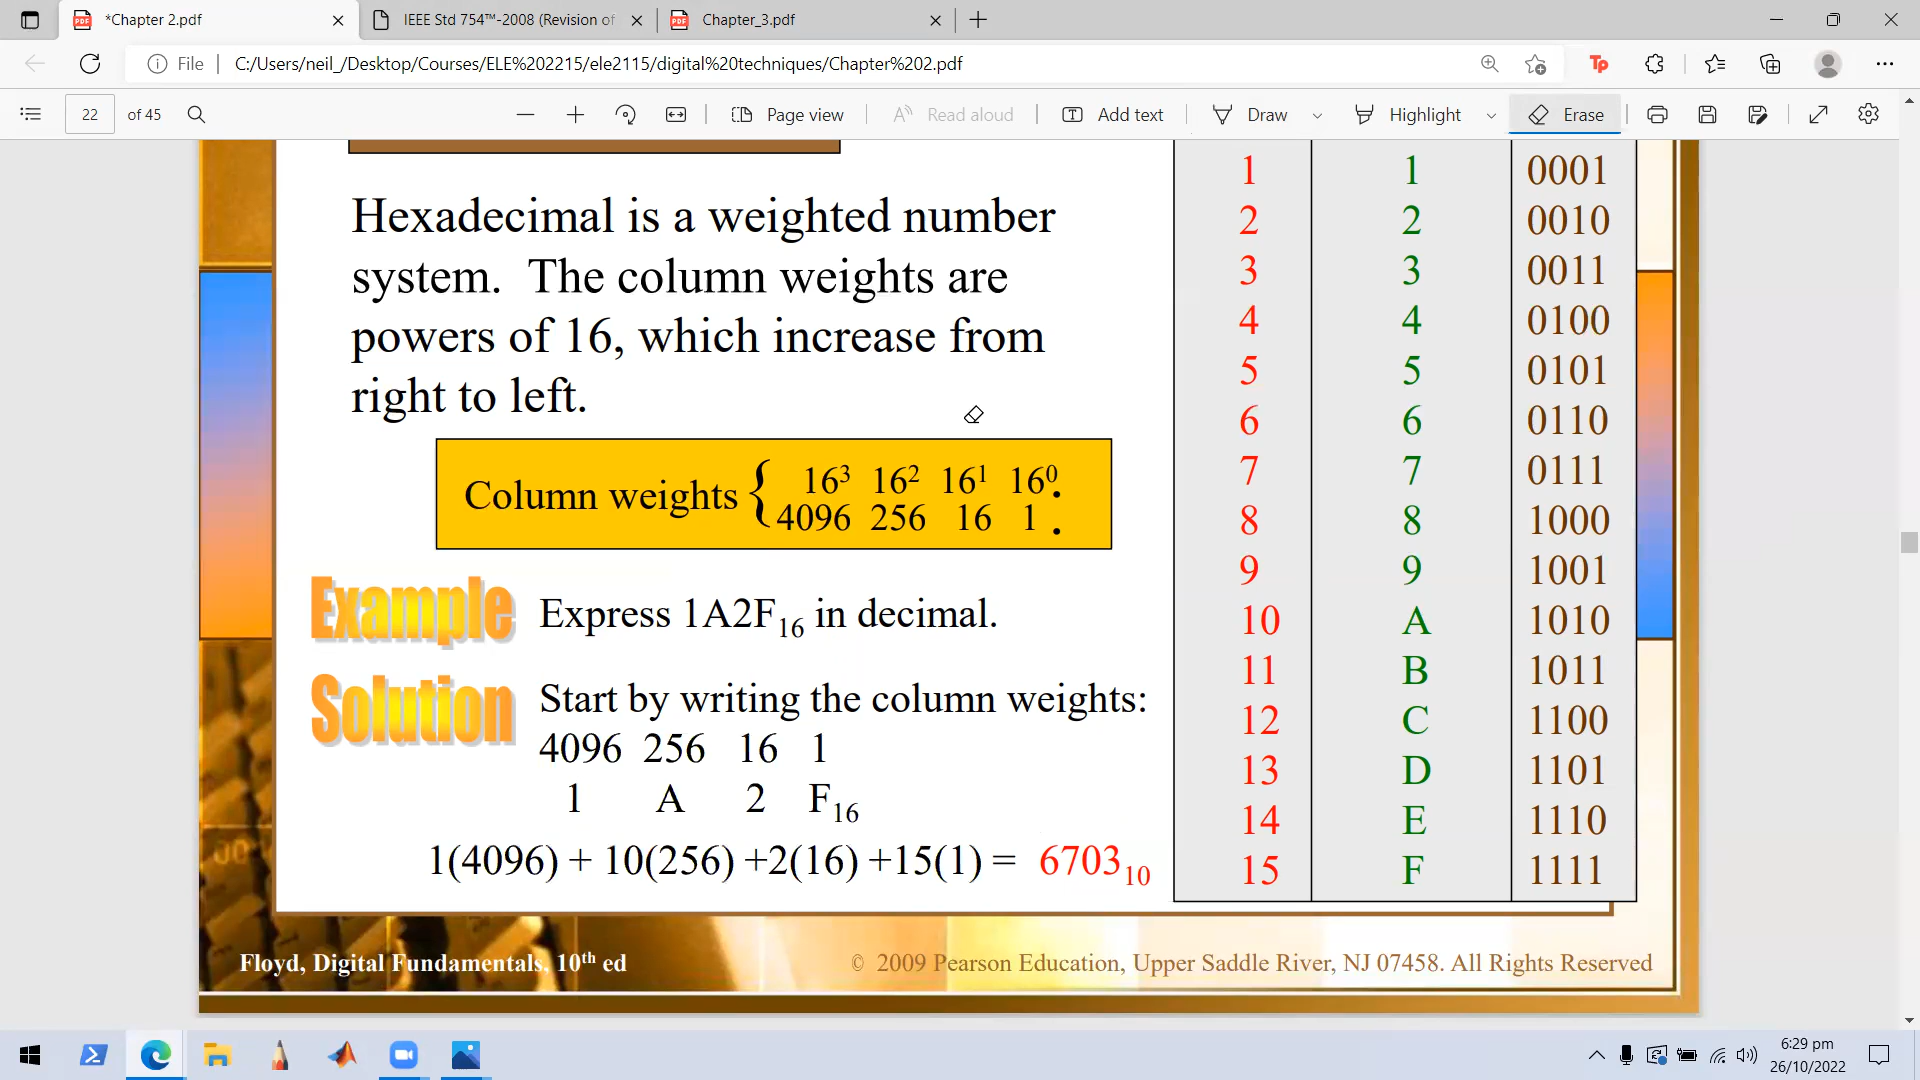 *Chapter 2.pdf
IEEE Std 754™-2008 (Revision of
Chapter_3.pdf
File
C:/Users/neil_/Desktop/Courses/ELE%202215/ele2115/digital%20techniques/Chapter%202.pdf
22 of 45
Page view
Read aloud
Add text
Draw
Highlight
Erase
Hexadecimal is a weighted number
system. The column weights are
powers of 16, which increase from
right to left.
Column weights { 16³ 16² 16¹ 16⁰.
4096 256 16 1 .
Example
Express 1A2F₁₆ in decimal.
Solution
Start by writing the column weights:
4096 256 16 1
1 A 2 F₁₆
1(4096) + 10(256) +2(16) +15(1) = 6703₁₀
1 1 0001
2 2 0010
3 3 0011
4 4 0100
5 5 0101
6 6 0110
7 7 0111
8 8 1000
9 9 1001
10 A 1010
11 B 1011
12 C 1100
13 D 1101
14 E 1110
15 F 1111
Floyd, Digital Fundamentals, 10th ed
© 2009 Pearson Education, Upper Saddle River, NJ 07458. All Rights Reserved
6:29 pm
26/10/2022